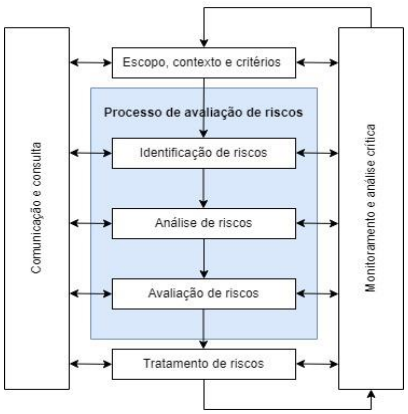 Comunicação e consulta
Escopo, contexto e critérios
Processo de avaliação de riscos
Identificação de riscos
Análise de riscos
Avaliação de riscos
Tratamento de riscos
Monitoramento e análise crítica